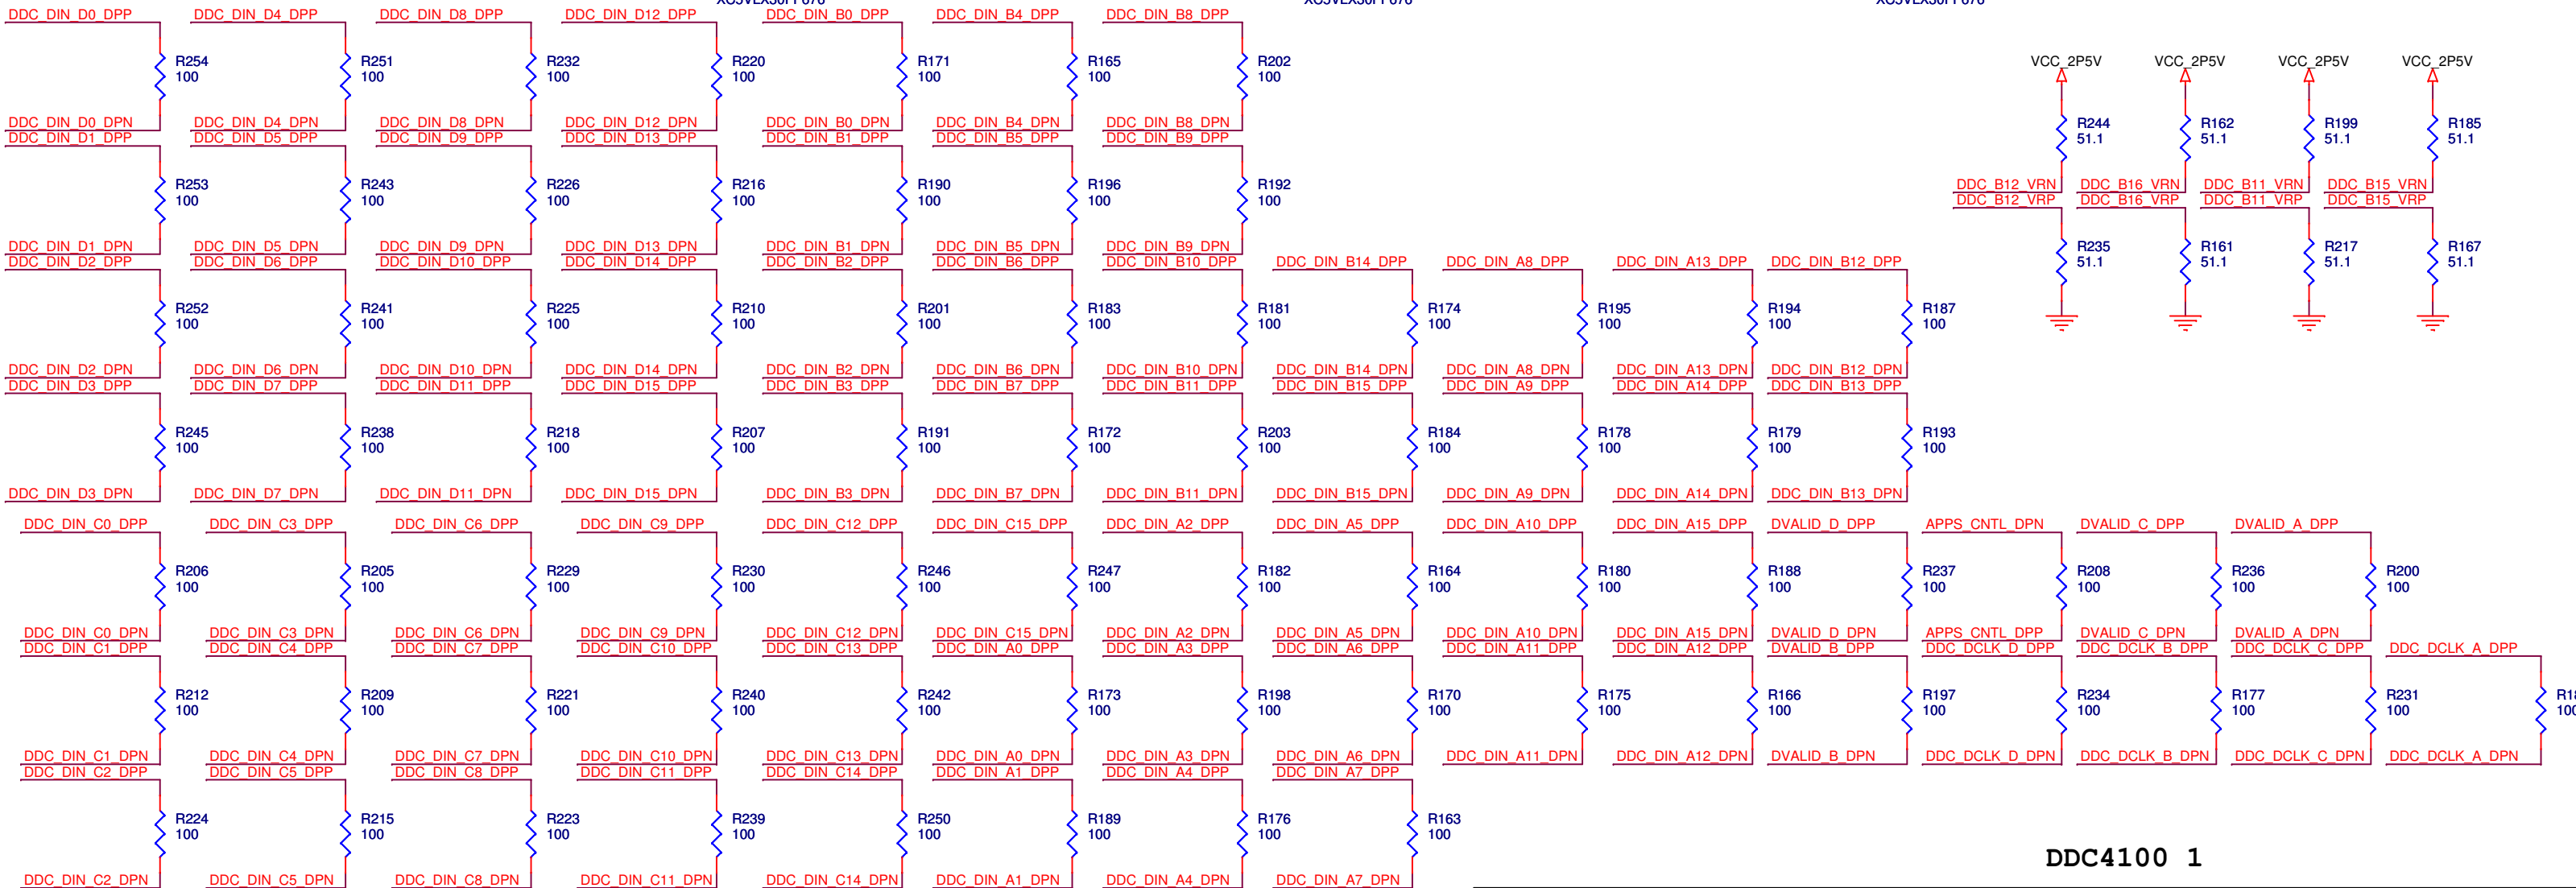 DDC_DIN_D0_DPP DDC_DIN_D4_DPP DDC_DIN_D8_DPP DDC_DIN_D12_DPP DDC_DIN_B0_DPP DDC_DIN_B4_DPP DDC_DIN_B8_DPP
R254 R251 R232 R220 R171 R165 R202 VCC_2P5V VCC_2P5V VCC_2P5V VCC_2P5V
100 100 100 100 100 100 100
DDC_DIN_D0_DPN DDC_DIN_D4_DPN DDC_DIN_D8_DPN DDC_DIN_D12_DPN DDC_DIN_B0_DPN DDC_DIN_B4_DPN DDC_DIN_B8_DPN R244 R162 R199 R185
DDC_DIN_D1_DPP DDC_DIN_D5_DPP DDC_DIN_D9_DPP DDC_DIN_D13_DPP DDC_DIN_B1_DPP DDC_DIN_B5_DPP DDC_DIN_B9_DPP 51.1 51.1 51.1 51.1
R253 R243 R226 R216 R190 R196 R192 DDC_B12_VRN DDC_B16_VRN DDC_B11_VRN DDC_B15_VRN
100 100 100 100 100 100 100 DDC_B12_VRP DDC_B16_VRP DDC_B11_VRP DDC_B15_VRP
DDC_DIN_D1_DPN DDC_DIN_D5_DPN DDC_DIN_D9_DPN DDC_DIN_D13_DPN DDC_DIN_B1_DPN DDC_DIN_B5_DPN DDC_DIN_B9_DPN R235 R161 R217 R167
DDC_DIN_D2_DPP DDC_DIN_D6_DPP DDC_DIN_D10_DPP DDC_DIN_D14_DPP DDC_DIN_B2_DPP DDC_DIN_B6_DPP DDC_DIN_B10_DPP DDC_DIN_B14_DPP DDC_DIN_A8_DPP DDC_DIN_A13_DPP DDC_DIN_B12_DPP 51.1 51.1 51.1 51.1
R252 R241 R225 R210 R201 R183 R181 R174 R195 R194 R187
100 100 100 100 100 100 100 100 100 100 100
DDC_DIN_D2_DPN DDC_DIN_D6_DPN DDC_DIN_D10_DPN DDC_DIN_D14_DPN DDC_DIN_B2_DPN DDC_DIN_B6_DPN DDC_DIN_B10_DPN DDC_DIN_B14_DPN DDC_DIN_A8_DPN DDC_DIN_A13_DPN DDC_DIN_B12_DPN
DDC_DIN_D3_DPP DDC_DIN_D7_DPP DDC_DIN_D11_DPP DDC_DIN_D15_DPP DDC_DIN_B3_DPP DDC_DIN_B7_DPP DDC_DIN_B11_DPP DDC_DIN_B15_DPP DDC_DIN_A9_DPP DDC_DIN_A14_DPP DDC_DIN_B13_DPP
R245 R238 R218 R207 R191 R172 R203 R184 R178 R179 R193
100 100 100 100 100 100 100 100 100 100 100
DDC_DIN_D3_DPN DDC_DIN_D7_DPN DDC_DIN_D11_DPN DDC_DIN_D15_DPN DDC_DIN_B3_DPN DDC_DIN_B7_DPN DDC_DIN_B11_DPN DDC_DIN_B15_DPN DDC_DIN_A9_DPN DDC_DIN_A14_DPN DDC_DIN_B13_DPN
DDC_DIN_C0_DPP DDC_DIN_C3_DPP DDC_DIN_C6_DPP DDC_DIN_C9_DPP DDC_DIN_C12_DPP DDC_DIN_C15_DPP DDC_DIN_A2_DPP DDC_DIN_A5_DPP DDC_DIN_A10_DPP DDC_DIN_A15_DPP DVALID_D_DPP APPS_CNTL_DPN DVALID_C_DPP DVALID_A_DPP
R206 R205 R229 R230 R246 R247 R182 R164 R180 R188 R237 R208 R236 R200
100 100 100 100 100 100 100 100 100 100 100 100 100 100
DDC_DIN_C0_DPN DDC_DIN_C3_DPN DDC_DIN_C6_DPN DDC_DIN_C9_DPN DDC_DIN_C12_DPN DDC_DIN_C15_DPN DDC_DIN_A2_DPN DDC_DIN_A5_DPN DDC_DIN_A10_DPN DDC_DIN_A15_DPN DVALID_D_DPN APPS_CNTL_DPP DVALID_C_DPN DVALID_A_DPN
DDC_DIN_C1_DPP DDC_DIN_C4_DPP DDC_DIN_C7_DPP DDC_DIN_C10_DPP DDC_DIN_C13_DPP DDC_DIN_A0_DPP DDC_DIN_A3_DPP DDC_DIN_A6_DPP DDC_DIN_A11_DPP DDC_DIN_A12_DPP DVALID_B_DPP DDC_DCLK_D_DPP DDC_DCLK_B_DPP DDC_DCLK_C_DPP DDC_DCLK_A_DPP
R212 R209 R221 R240 R242 R173 R198 R170 R175 R166 R197 R234 R177 R231
100 100 100 100 100 100 100 100 100 100 100 100 100 100
DDC_DIN_C1_DPN DDC_DIN_C4_DPN DDC_DIN_C7_DPN DDC_DIN_C10_DPN DDC_DIN_C13_DPN DDC_DIN_A0_DPN DDC_DIN_A3_DPN DDC_DIN_A6_DPN DDC_DIN_A11_DPN DDC_DIN_A12_DPN DVALID_B_DPN DDC_DCLK_D_DPN DDC_DCLK_B_DPN DDC_DCLK_C_DPN DDC_DCLK_A_DPN
DDC_DIN_C2_DPP DDC_DIN_C5_DPP DDC_DIN_C8_DPP DDC_DIN_C11_DPP DDC_DIN_C14_DPP DDC_DIN_A1_DPP DDC_DIN_A4_DPP DDC_DIN_A7_DPP
R224 R215 R223 R239 R250 R189 R176 R163
100 100 100 100 100 100 100 100
DDC4100 1
DDC_DIN_C2_DPN DDC_DIN_C5_DPN DDC_DIN_C8_DPN DDC_DIN_C11_DPN DDC_DIN_C14_DPN DDC_DIN_A1_DPN DDC_DIN_A4_DPN DDC_DIN_A7_DPN